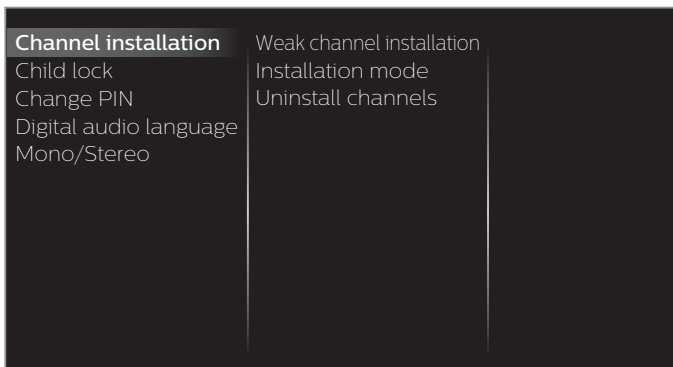 Channel installation
Child lock
Change PIN
Digital audio language
Mono/Stereo
Weak channel installation
Installation mode
Uninstall channels